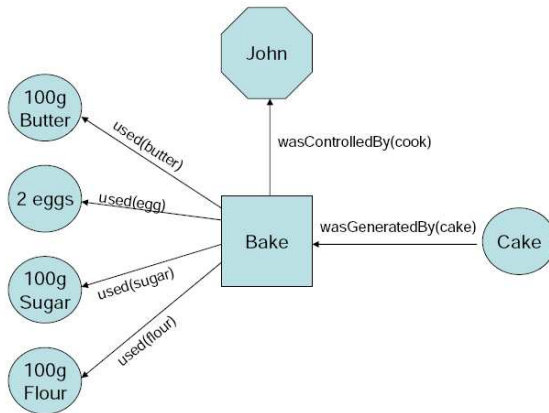 John
100g
Butter
used(butter)
wasControlledBy(cook)
2 eggs
used(egg)
Bake
wasGeneratedBy(cake)
Cake
100g
Sugar
used(sugar)
used(flour)
100g
Flour